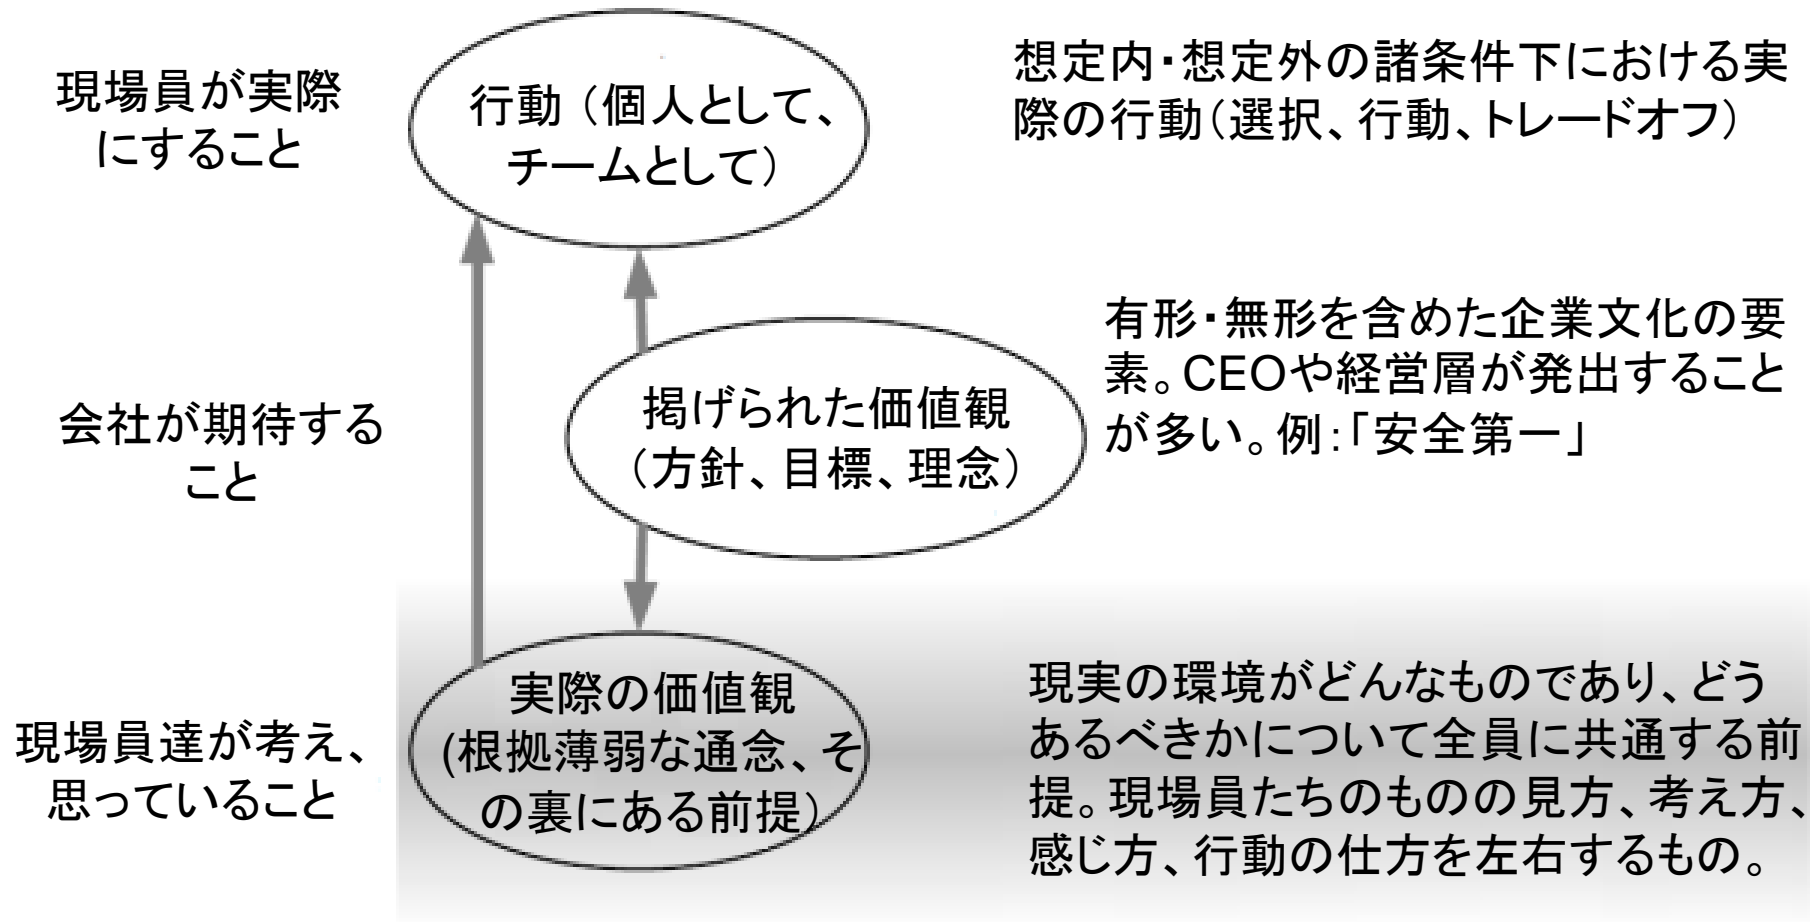 現場員が実際
にすること
行動（個人として、
チームとして）
想定内・想定外の諸条件下における実
際の行動（選択、行動、トレードオフ）
会社が期待する
こと
掲げられた価値観
（方針、目標、理念）
有形・無形を含めた企業文化の要
素。CEOや経営層が発出すること
が多い。例:「安全第一」
現場員達が考え、
思っていること
実際の価値観
(根拠薄弱な通念、そ
の裏にある前提）
現実の環境がどんなものであり、どう
あるべきかについて全員に共通する前
提。現場員たちのものの見方、考え方、
感じ方、行動の仕方を左右するもの。